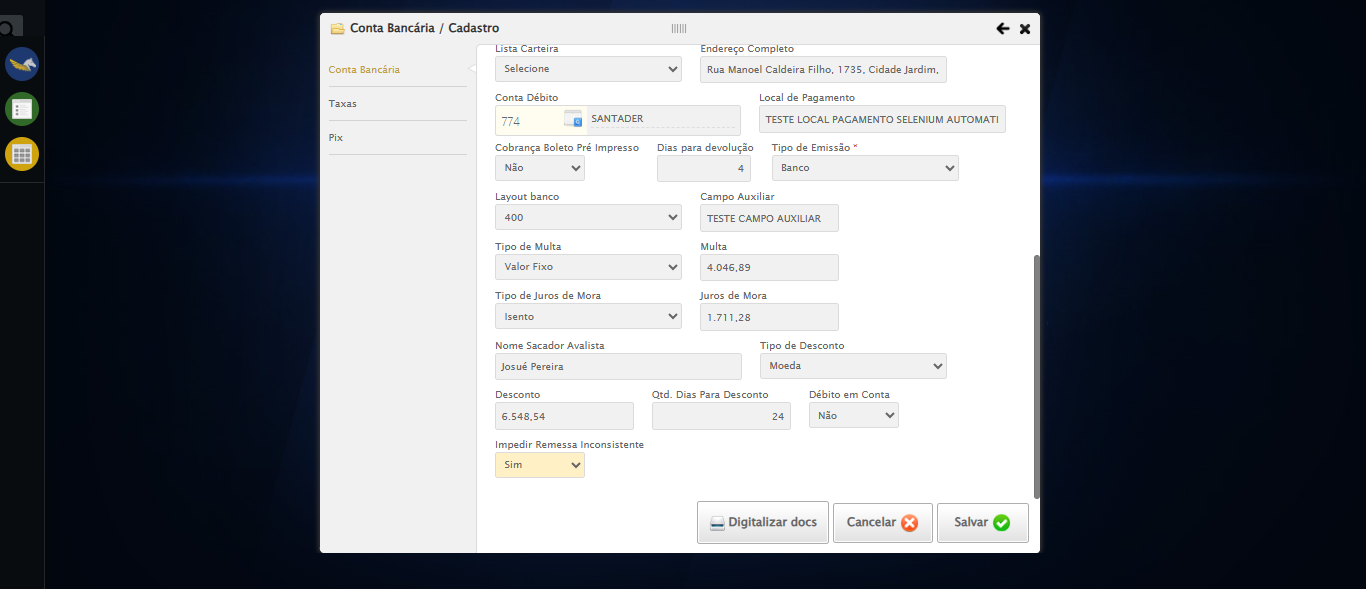 Conta Bancária / Cadastro
Conta Bancária
Taxas
Pix
Lista Carteira
Endereço Completo
Selecione
Rua Manoel Caldeira Filho, 1735, Cidade Jardim,
Conta Débito
Local de Pagamento
774
SANTADER
TESTE LOCAL PAGAMENTO SELENIUM AUTOMATI
Cobrança Boleto Pré Impresso
Dias para devolução
Tipo de Emissão *
Não
4
Banco
Layout banco
Campo Auxiliar
400
TESTE CAMPO AUXILIAR
Tipo de Multa
Multa
Valor Fixo
4.046,89
Tipo de Juros de Mora
Juros de Mora
Isento
1.711,28
Nome Sacador Avalista
Tipo de Desconto
Josué Pereira
Moeda
Desconto
Qtd. Dias Para Desconto
Débito em Conta
6.548,54
24
Não
Impedir Remessa Inconsistente
Sim
Digitalizar docs
Cancelar
Salvar